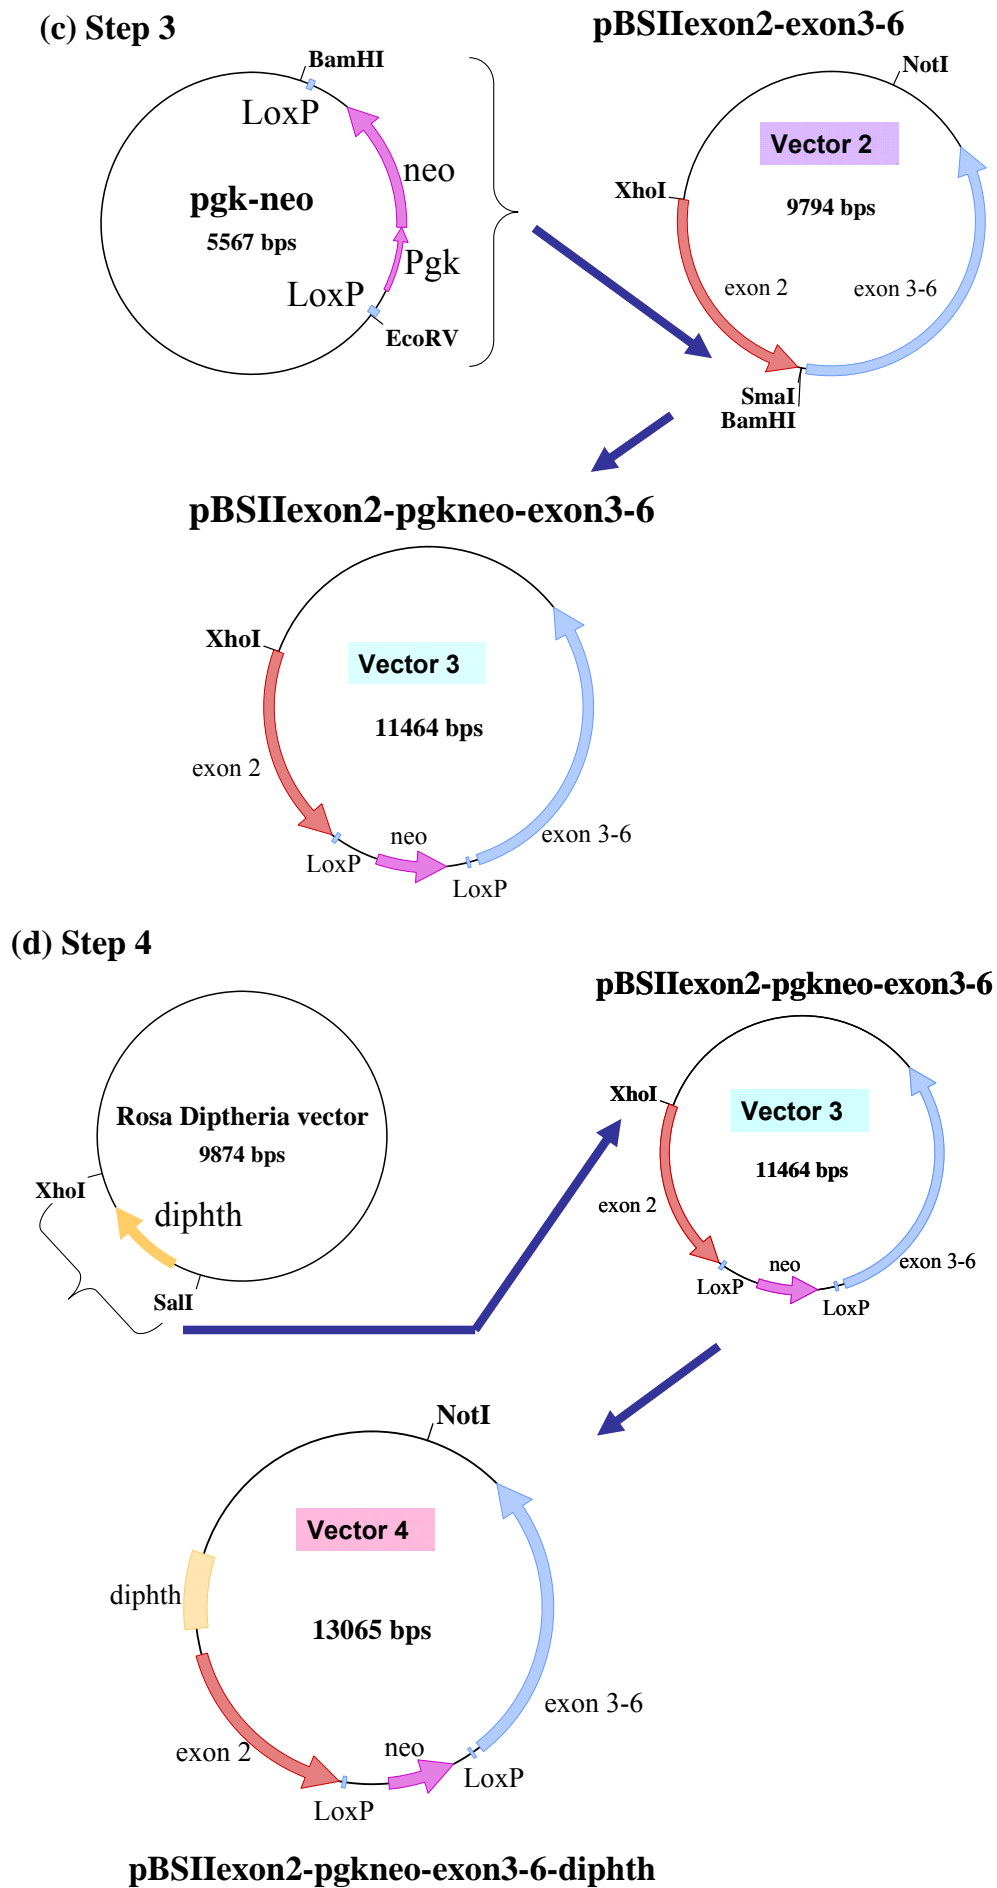 (c) Step 3
pBSIIexon2-exon3-6
BamHI
LoxP
neo
pgk-neo
5567 bps
Pgk
LoxP
EcoRV
NotI
Vector 2
XhoI
9794 bps
exon 2
exon 3-6
SmaI
BamHI
pBSIIexon2-pgkneo-exon3-6
XhoI
Vector 3
11464 bps
exon 2
neo
exon 3-6
LoxP
LoxP
(d) Step 4
pBSIIexon2-pgkneo-exon3-6
Rosa Diptheria vector
9874 bps
XhoI
diphth
SalI
XhoI
Vector 3
11464 bps
exon 2
neo
exon 3-6
LoxP
LoxP
NotI
Vector 4
diphth
13065 bps
exon 3-6
exon 2
neo
LoxP
LoxP
pBSIIexon2-pgkneo-exon3-6-diphth